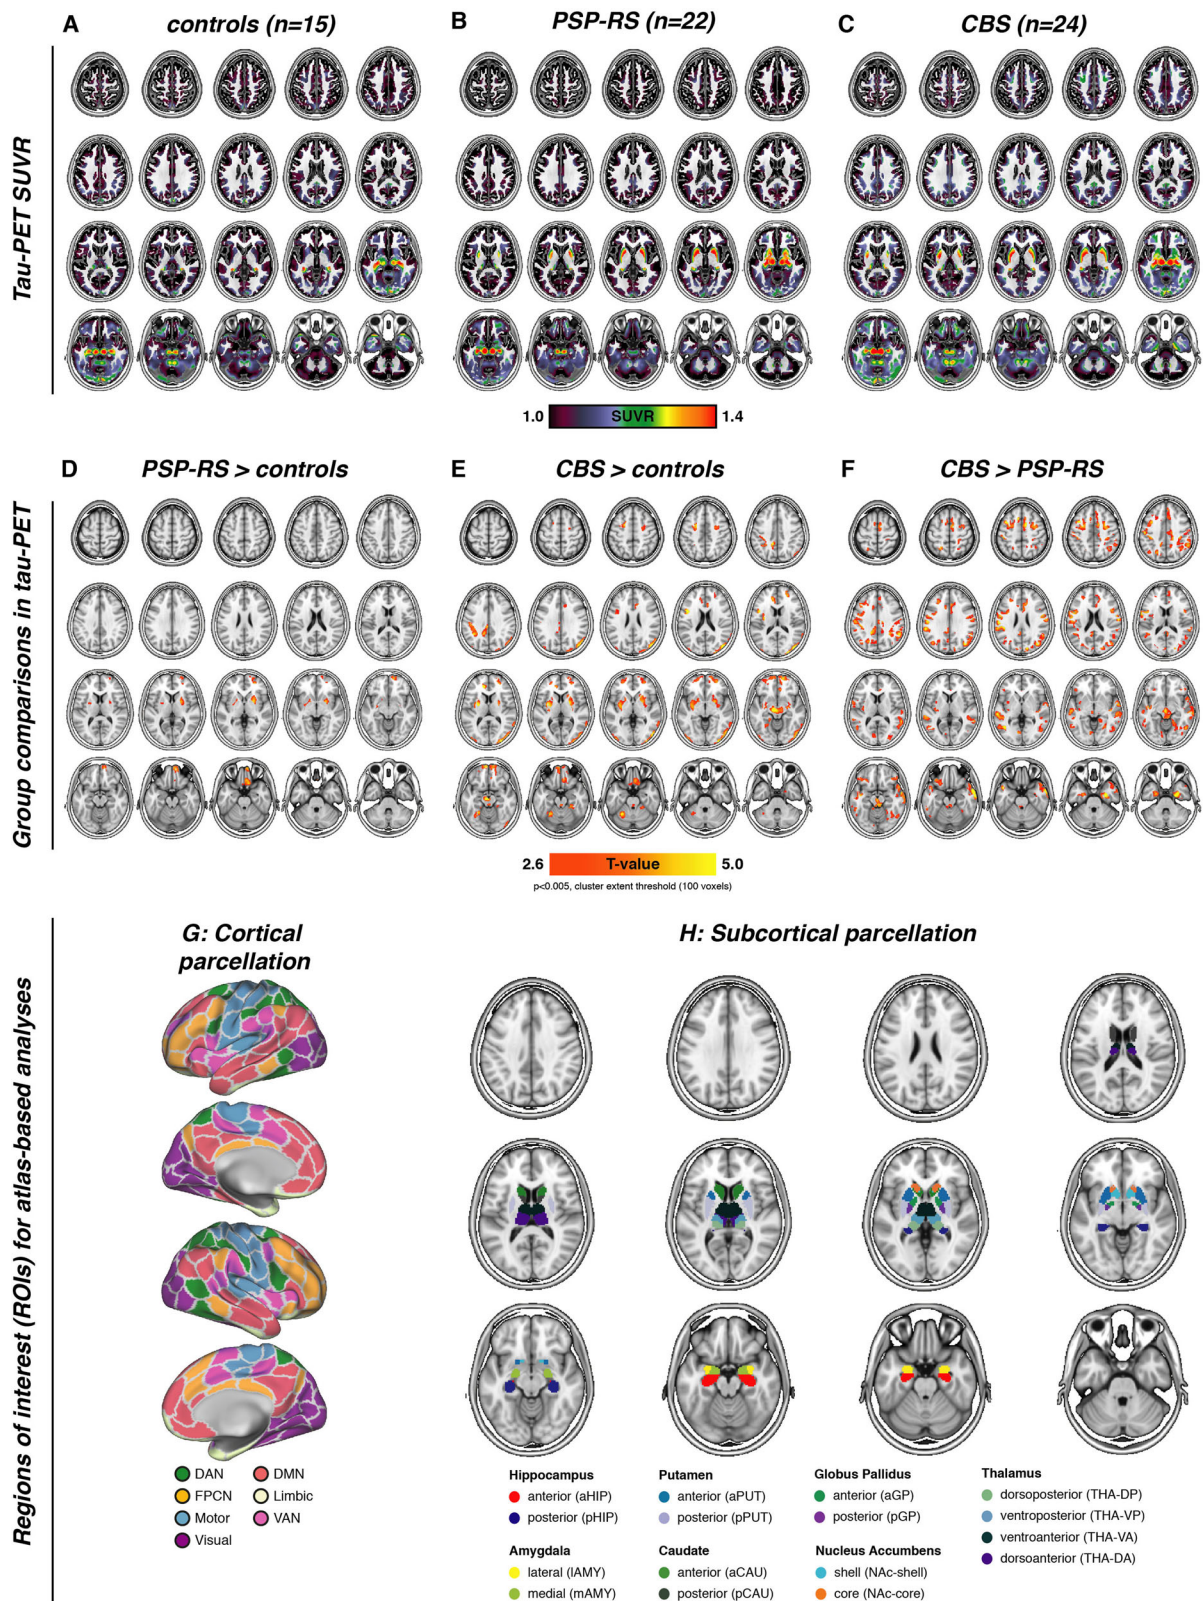 A
controls (n=15)
B
PSP-RS (n=22)
C
CBS (n=24)
Tau-PET SUVR
1.0
SUVR
1.4
D
PSP-RS > controls
E
CBS > controls
F
CBS > PSP-RS
Group comparisons in tau-PET
2.6
T-value
5.0
p<0.005, cluster extent threshold (100 voxels)
G: Cortical
parcellation
H: Subcortical parcellation
Regions of interest (ROIs) for atlas-based analyses
DAN
DMN
FPCN
Limbic
Motor
VAN
Visual
Hippocampus
anterior (aHIP)
posterior (pHIP)
Putamen
anterior (aPUT)
posterior (pPUT)
Globus Pallidus
anterior (aGP)
posterior (pGP)
Thalamus
dorsoposterior (THA-DP)
ventroposterior (THA-VP)
ventroanterior (THA-VA)
dorsoanterior (THA-DA)
Amygdala
lateral (lAMY)
medial (mAMY)
Caudate
anterior (aCAU)
posterior (pCAU)
Nucleus Accumbens
shell (NAc-shell)
core (NAc-core)